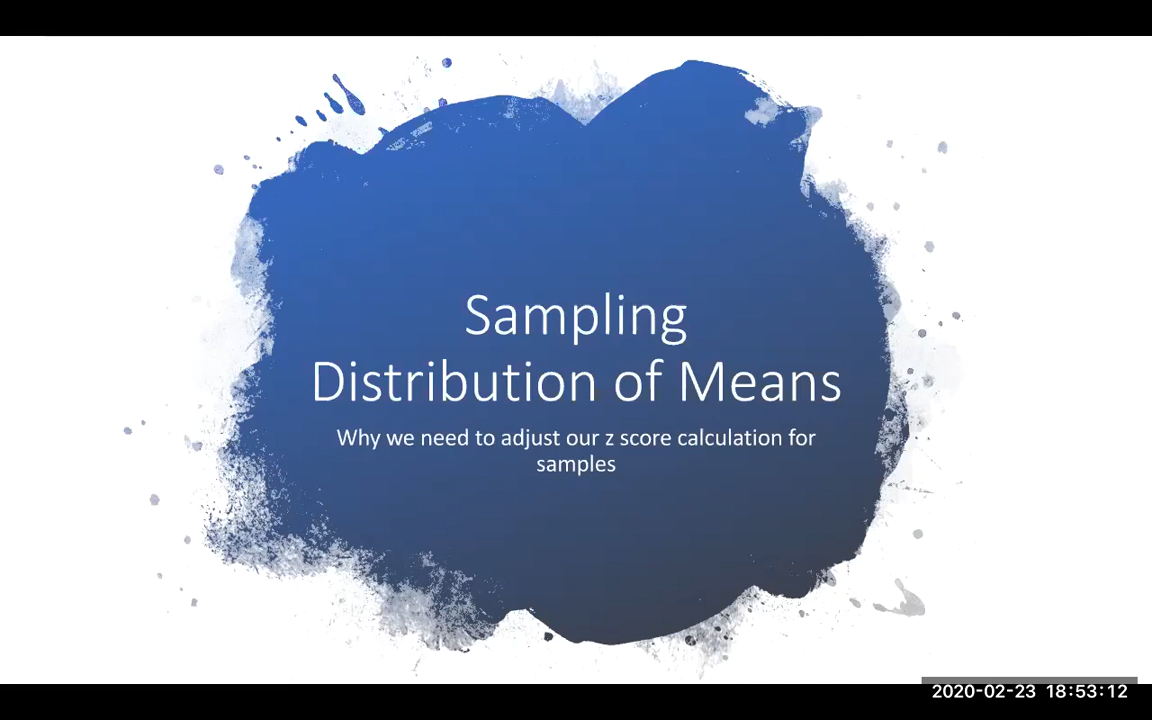 Sampling
Distribution of Means
Why we need to adjust our z score calculation for
samples
2020-02-23 18:53:12